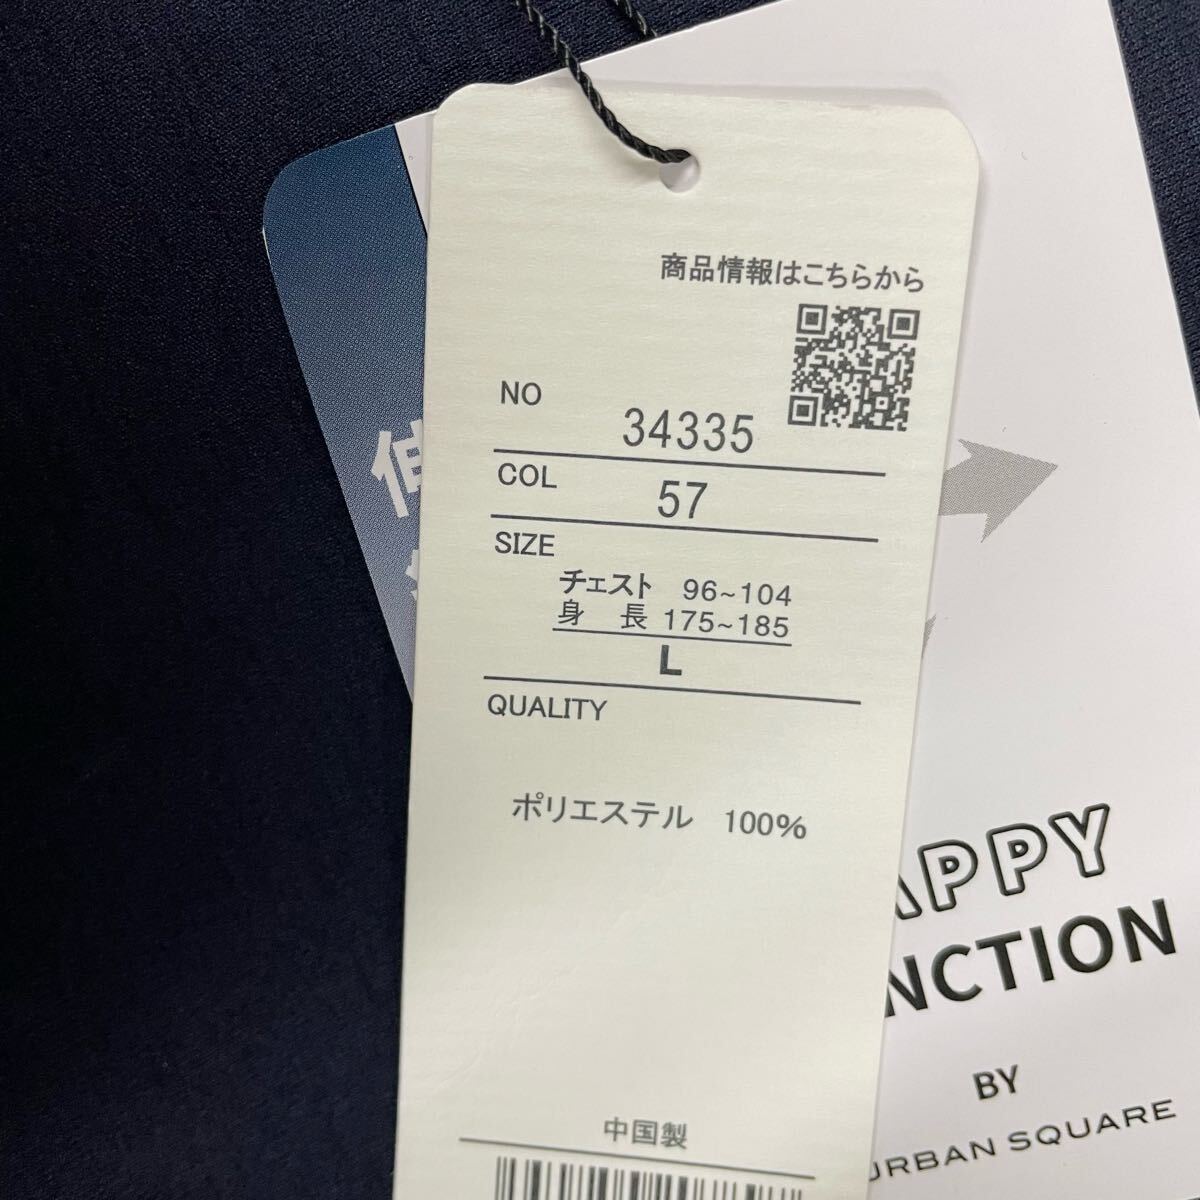 商品情報はこちらから
NO 34335
COL 57
SIZE
チェスト 96~104
身 長 175~185
L
QUALITY
ポリエステル 100%
中国製
伸
APPY
NCTION
BY
URBAN SQUARE